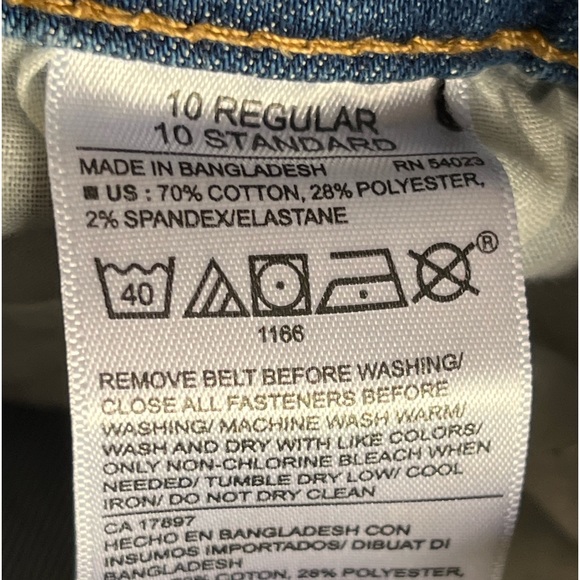 10 REGULAR
10 STANDARD
MADE IN BANGLADESH RN 54023
US : 70% COTTON, 28% POLYESTER,
2% SPANDEX/ELASTANE
40
®
1166
REMOVE BELT BEFORE WASHING/
CLOSE ALL FASTENERS BEFORE
WASHING/ MACHINE WASH WARM/
WASH AND DRY WITH LIKE COLORS/
ONLY NON-CHLORINE BLEACH WHEN
NEEDED/ TUMBLE DRY LOW/ COOL
IRON/ DO NOT DRY CLEAN
CA 17897
HECHO EN BANGLADESH CON
INSUMOS IMPORTADOS/ DIBUAT DI
BANGLADESH
COTTON, 28% POLYESTER,